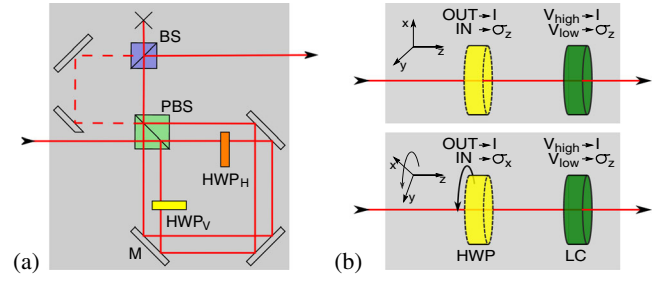 BS
PBS
HWP_H
HWP_V
M
(a)
OUT→I
IN →σ_z
V_high→I
V_low→σ_z
x
y
z
OUT→I
IN →σ_x
V_high→I
V_low→σ_z
x
y
z
HWP
LC
(b)